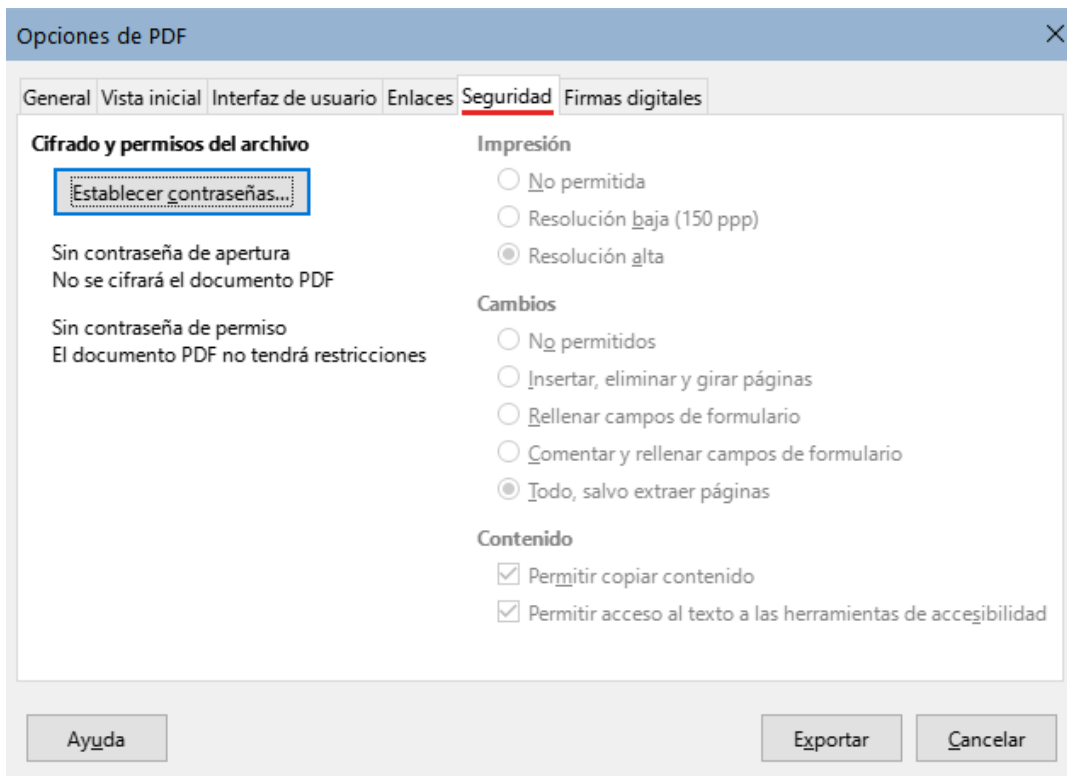 Opciones de PDF
General Vista inicial Interfaz de usuario Enlaces Seguridad Firmas digitales
Cifrado y permisos del archivo
Establecer contraseñas...
Sin contraseña de apertura
No se cifrará el documento PDF
Sin contraseña de permiso
El documento PDF no tendrá restricciones
Impresión
No permitida
Resolución baja (150 ppp)
Resolución alta
Cambios
No permitidos
Insertar, eliminar y girar páginas
Rellenar campos de formulario
Comentar y rellenar campos de formulario
Todo, salvo extraer páginas
Contenido
Permitir copiar contenido
Permitir acceso al texto a las herramientas de accesibilidad
Ayuda
Exportar
Cancelar